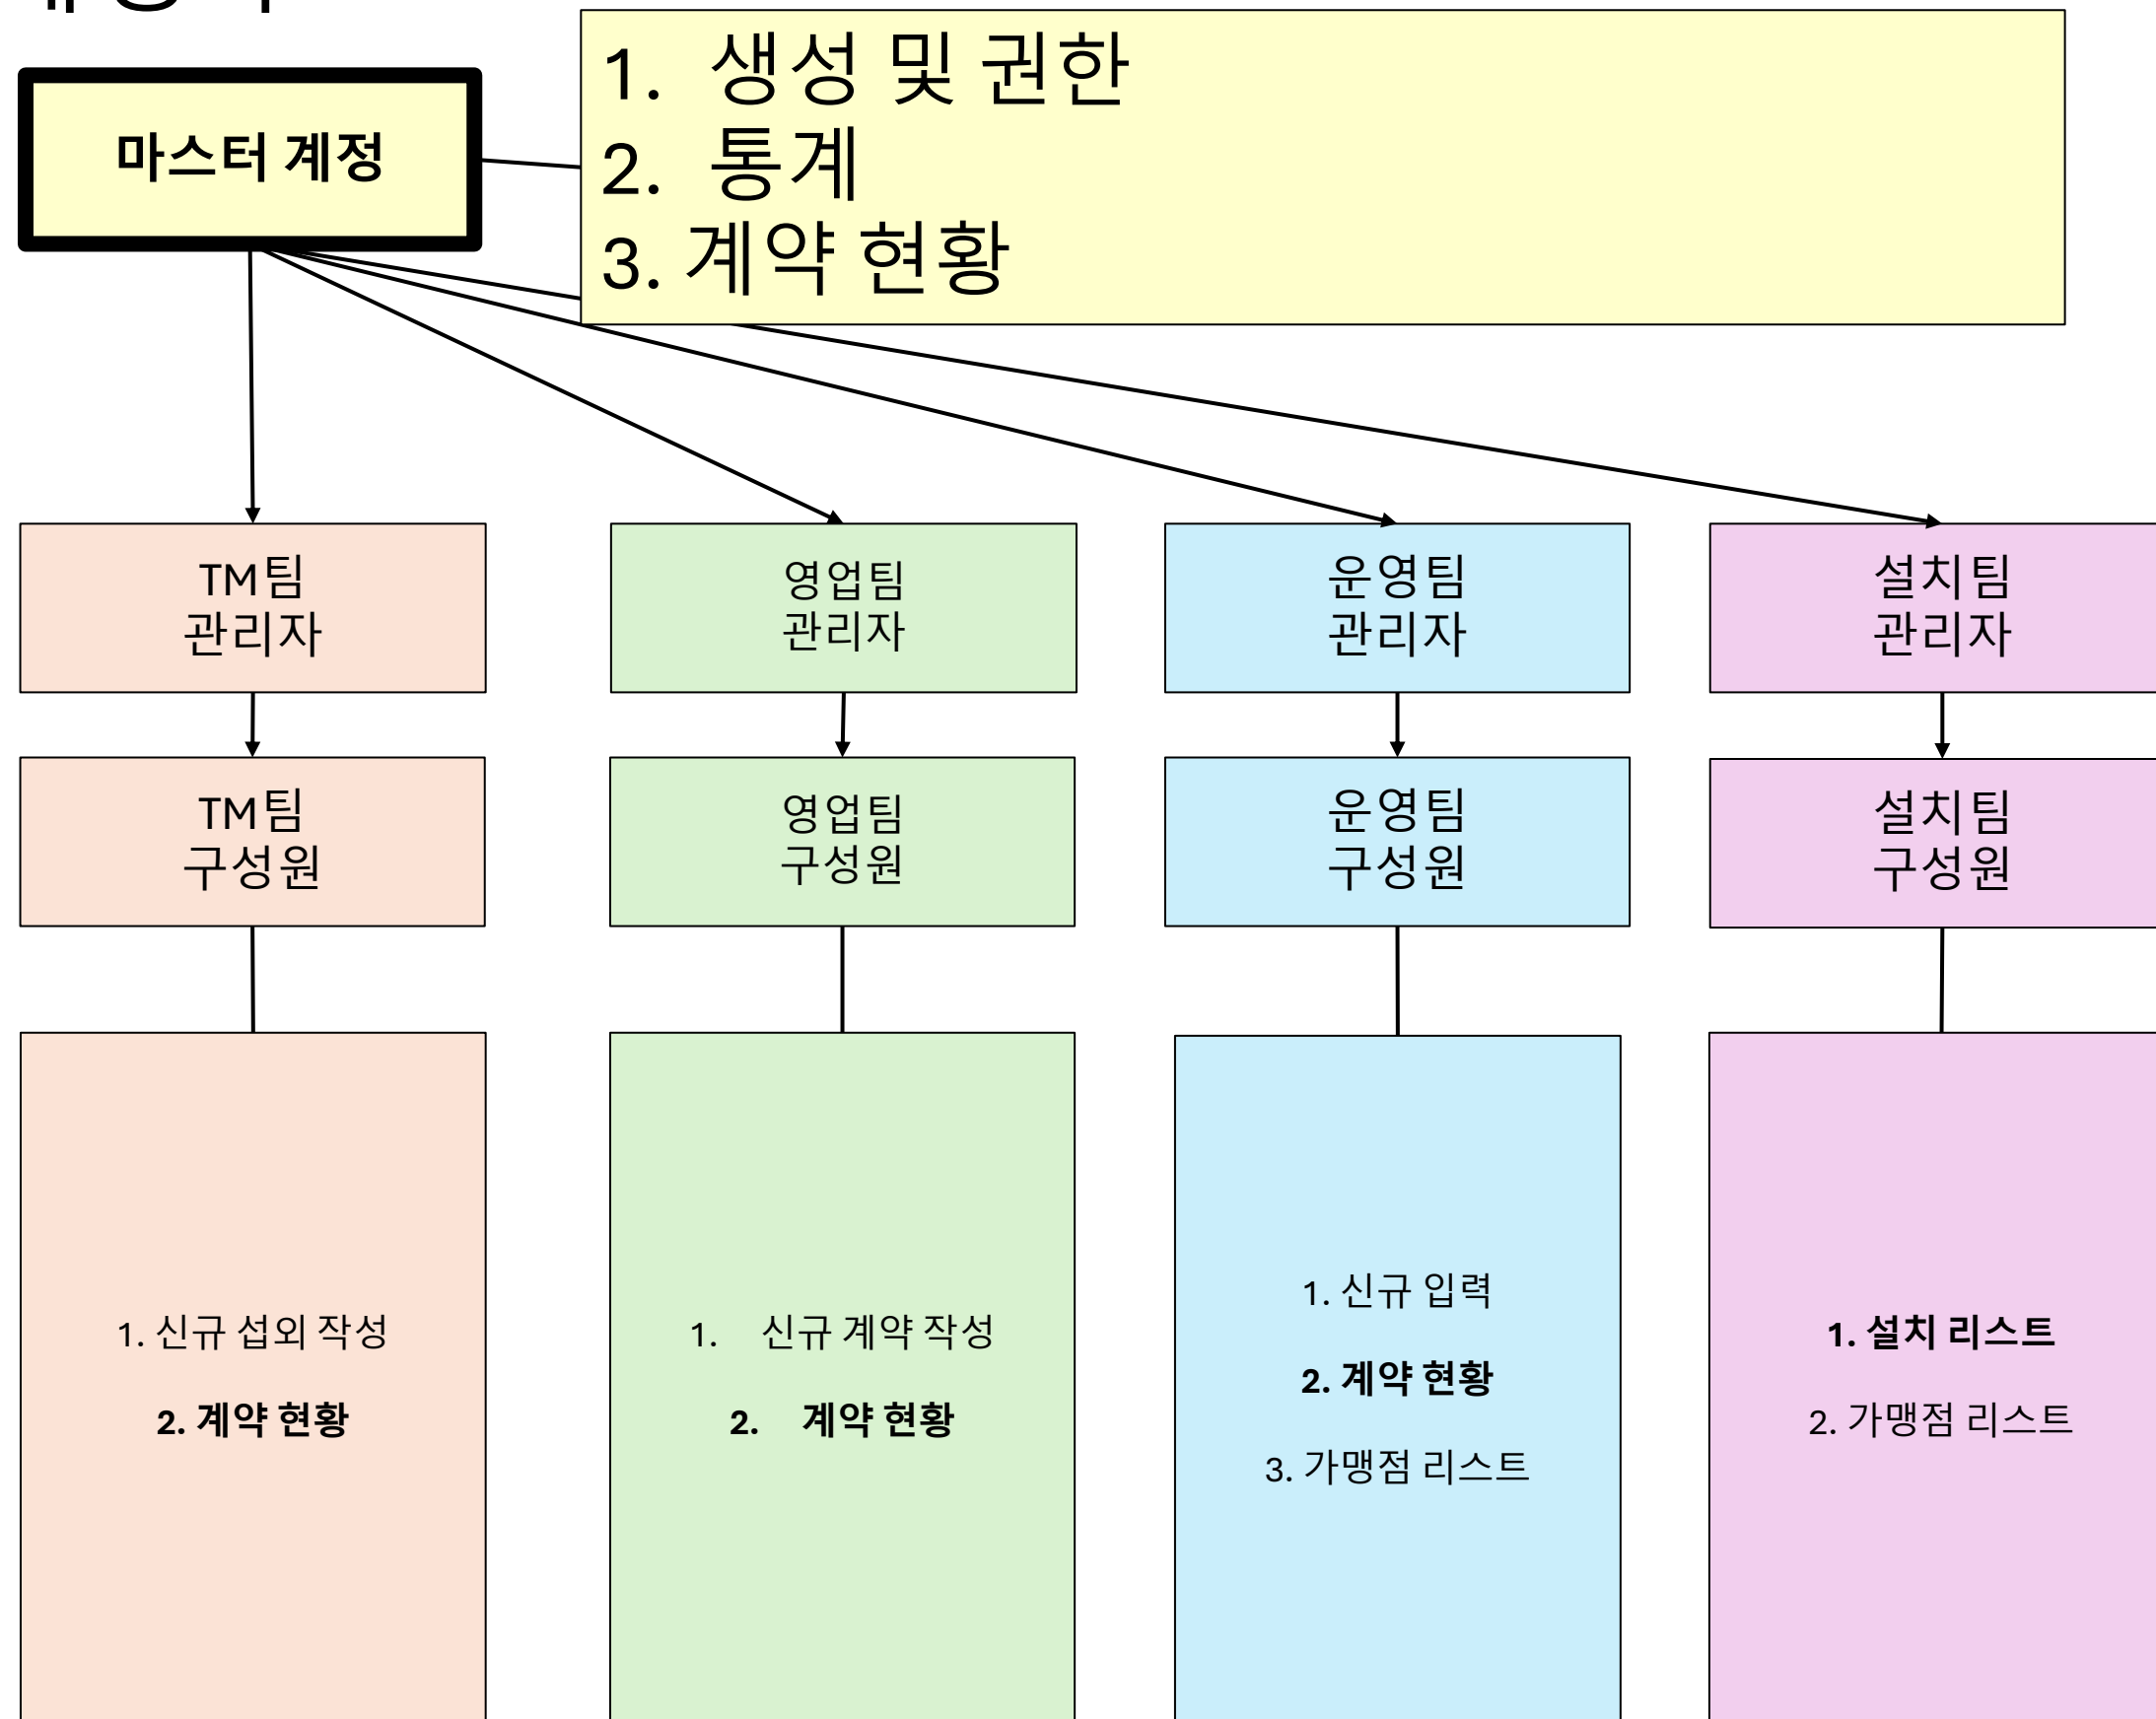 마스터 계정
1. 생성 및 권한
2. 통계
3. 계약 현황
TM팀
관리자
영업팀
관리자
운영팀
관리자
설치팀
관리자
TM팀
구성원
영업팀
구성원
운영팀
구성원
설치팀
구성원
1. 신규 섭외 작성
2. 계약 현황
1. 신규 계약 작성
2. 계약 현황
1. 신규 입력
2. 계약 현황
3. 가맹점 리스트
1. 설치 리스트
2. 가맹점 리스트